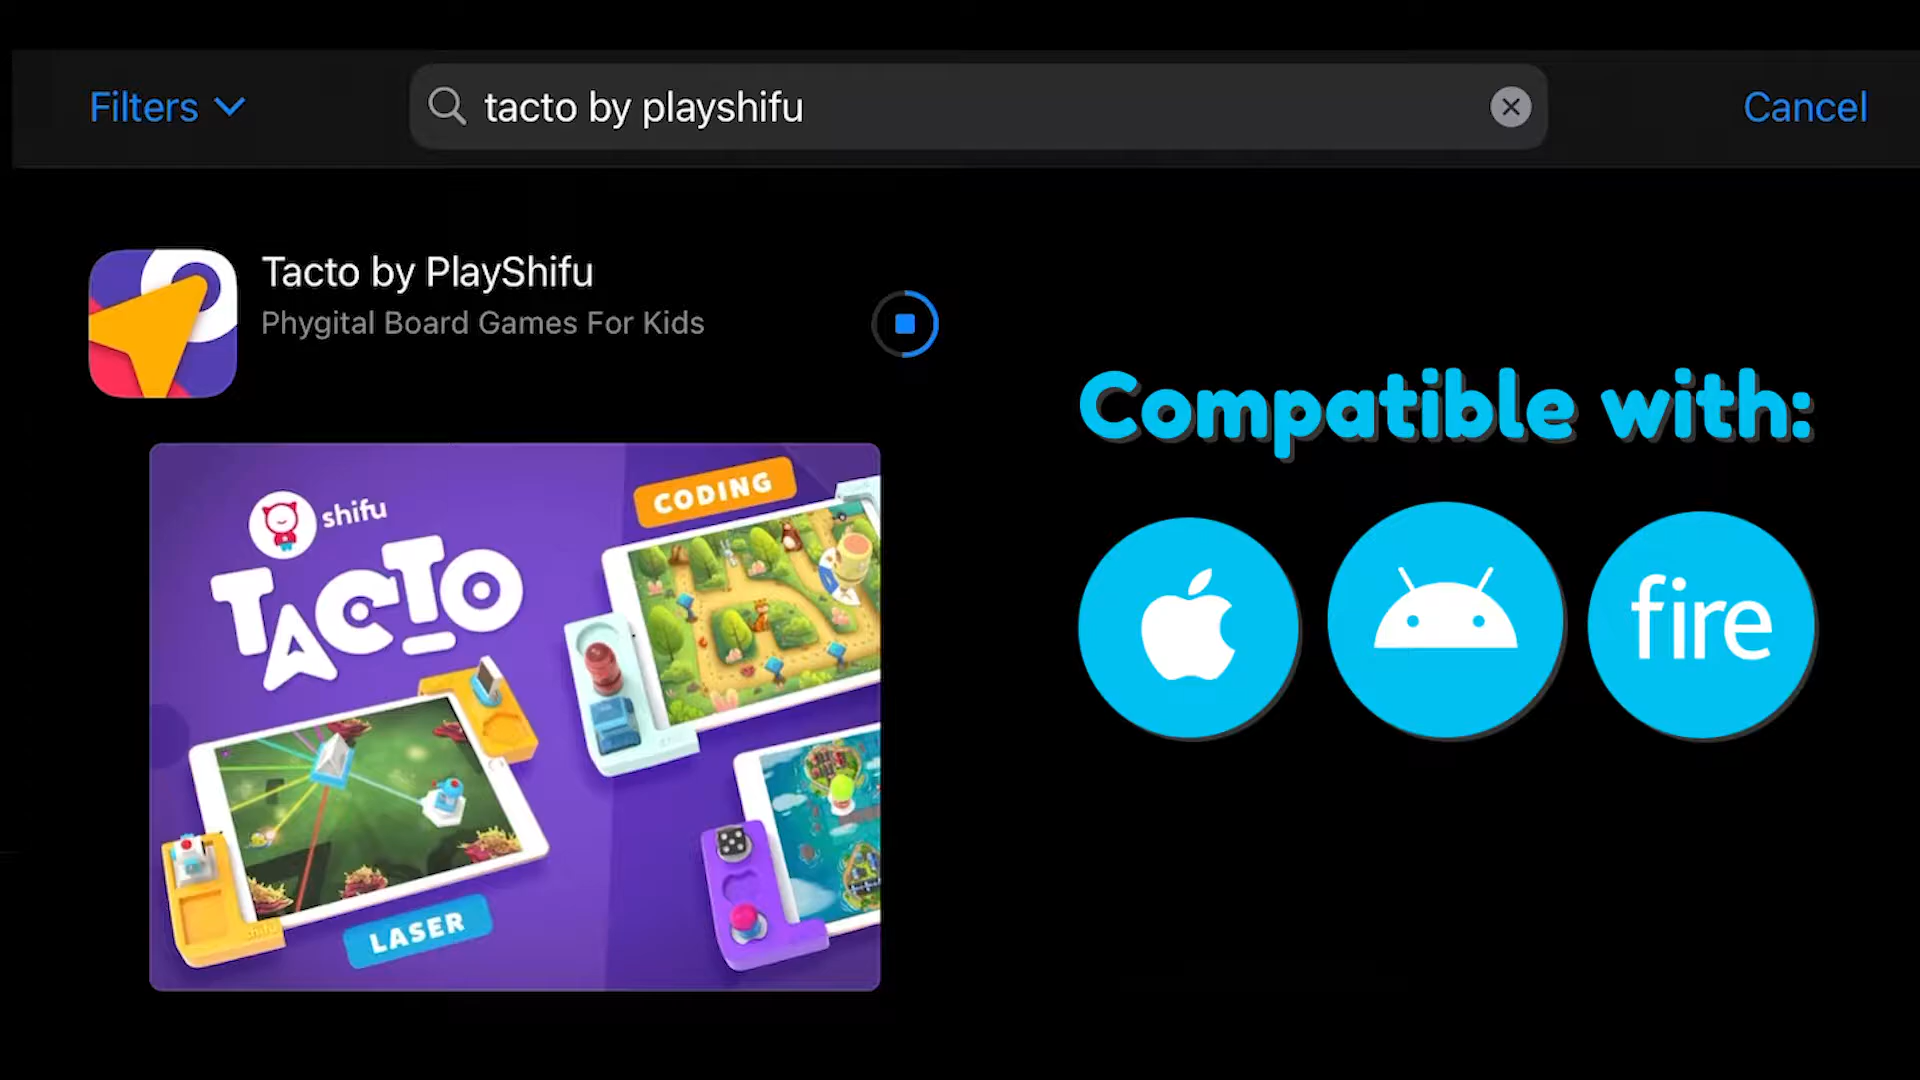 Filters
tacto by playshifu
Cancel
Tacto by PlayShifu
Phygital Board Games For Kids
Compatible with:
fire
shifu
TACTO
CODING
LASER
shifu